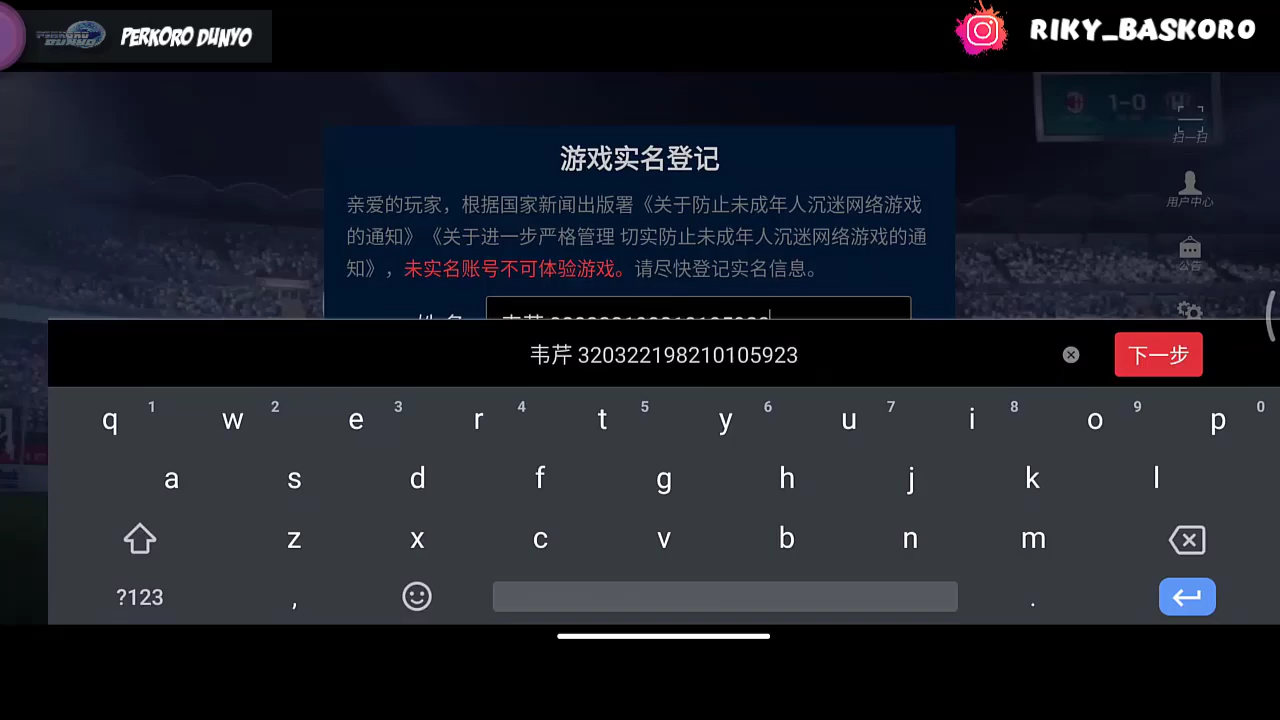 PERKORO DUNYO
RIKY_BASKORO
1-0
扫一扫
游戏实名登记
亲爱的玩家，根据国家新闻出版署《关于防止未成年人沉迷网络游戏
的通知》《关于进一步严格管理 切实防止未成年人沉迷网络游戏的通
知》，未实名账号不可体验游戏。请尽快登记实名信息。
用户中心
公告
姓 名
韦芹 320322198210105923
下一步
q 1 w 2 e 3 r 4 t 5 y 6 u 7 i 8 o 9 p 0
a s d f g h j k l
z x c v b n m
?123 , .